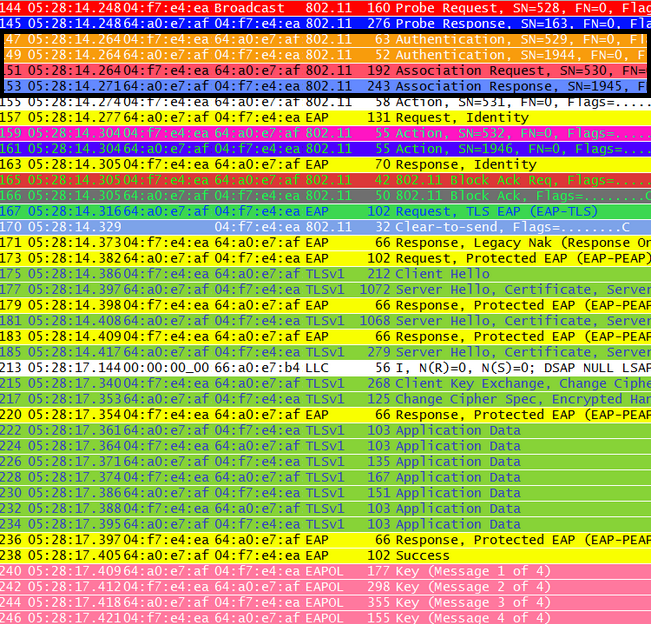 144 05:28:14.248 04:f7:e4:ea Broadcast 802.11 160 Probe Request, SN=528, FN=0, Flag
145 05:28:14.248 64:a0:e7:af 04:f7:e4:ea 802.11 276 Probe Response, SN=163, FN=0, Fla
47 05:28:14.264 04:f7:e4:ea 64:a0:e7:af 802.11 63 Authentication, SN=529, FN=0, Fl
49 05:28:14.264 64:a0:e7:af 04:f7:e4:ea 802.11 52 Authentication, SN=1944, FN=0, F
51 05:28:14.268 04:f7:e4:ea 64:a0:e7:af 802.11 192 Association Request, SN=530, FN=
53 05:28:14.271 64:a0:e7:af 04:f7:e4:ea 802.11 243 Association Response, SN=1945, F
155 05:28:14.274 04:f7:e4:ea 64:a0:e7:af 802.11 58 Action, SN=531, FN=0, Flags=.....
157 05:28:14.277 64:a0:e7:af 04:f7:e4:ea EAP 131 Request, Identity
159 05:28:14.304 04:f7:e4:ea 64:a0:e7:af 802.11 55 Action, SN=532, FN=0, Flags=.....
161 05:28:14.305 64:a0:e7:af 04:f7:e4:ea 802.11 55 Action, SN=1946, FN=0, Flags=....
163 05:28:14.305 04:f7:e4:ea 64:a0:e7:af EAP 70 Response, Identity
165 05:28:14.305 04:f7:e4:ea 64:a0:e7:af 802.11 42 802.11 Block Ack Req, Flags=.....
166 05:28:14.305 64:a0:e7:af 04:f7:e4:ea 802.11 50 802.11 Block Ack, Flags=........C
167 05:28:14.316 64:a0:e7:af 04:f7:e4:ea EAP 102 Request, TLS EAP (EAP-TLS)
170 05:28:14.329 04:f7:e4:ea 802.11 32 Clear-to-send, Flags=........C
171 05:28:14.373 04:f7:e4:ea 64:a0:e7:af EAP 66 Response, Legacy Nak (Response On
173 05:28:14.382 64:a0:e7:af 04:f7:e4:ea EAP 102 Request, Protected EAP (EAP-PEAP)
175 05:28:14.386 04:f7:e4:ea 64:a0:e7:af TLSv1 212 Client Hello
177 05:28:14.397 64:a0:e7:af 04:f7:e4:ea TLSv1 1072 Server Hello, Certificate, Server
179 05:28:14.398 04:f7:e4:ea 64:a0:e7:af EAP 66 Response, Protected EAP (EAP-PEAP
181 05:28:14.408 64:a0:e7:af 04:f7:e4:ea TLSv1 1068 Server Hello, Certificate, Server
183 05:28:14.409 04:f7:e4:ea 64:a0:e7:af EAP 66 Response, Protected EAP (EAP-PEAP
185 05:28:14.417 64:a0:e7:af 04:f7:e4:ea TLSv1 279 Server Hello, Certificate, Server
213 05:28:17.144 00:00:00_00 66:a0:e7:b4 LLC 56 I, N(R)=0, N(S)=0; DSAP NULL LSAP
215 05:28:17.340 04:f7:e4:ea 64:a0:e7:af TLSv1 268 Client Key Exchange, Change Ciphe
217 05:28:17.353 64:a0:e7:af 04:f7:e4:ea TLSv1 125 Change Cipher Spec, Encrypted Han
220 05:28:17.354 04:f7:e4:ea 64:a0:e7:af EAP 66 Response, Protected EAP (EAP-PEAP
222 05:28:17.361 64:a0:e7:af 04:f7:e4:ea TLSv1 103 Application Data
224 05:28:17.364 04:f7:e4:ea 64:a0:e7:af TLSv1 103 Application Data
226 05:28:17.371 64:a0:e7:af 04:f7:e4:ea TLSv1 135 Application Data
228 05:28:17.374 04:f7:e4:ea 64:a0:e7:af TLSv1 167 Application Data
230 05:28:17.386 64:a0:e7:af 04:f7:e4:ea TLSv1 151 Application Data
232 05:28:17.388 04:f7:e4:ea 64:a0:e7:af TLSv1 103 Application Data
234 05:28:17.395 64:a0:e7:af 04:f7:e4:ea TLSv1 103 Application Data
236 05:28:17.397 04:f7:e4:ea 64:a0:e7:af EAP 66 Response, Protected EAP (EAP-PEAP
238 05:28:17.405 64:a0:e7:af 04:f7:e4:ea EAP 102 Success
240 05:28:17.409 64:a0:e7:af 04:f7:e4:ea EAPOL 177 Key (Message 1 of 4)
242 05:28:17.412 04:f7:e4:ea 64:a0:e7:af EAPOL 298 Key (Message 2 of 4)
244 05:28:17.418 64:a0:e7:af 04:f7:e4:ea EAPOL 355 Key (Message 3 of 4)
246 05:28:17.421 04:f7:e4:ea 64:a0:e7:af EAPOL 155 Key (Message 4 of 4)